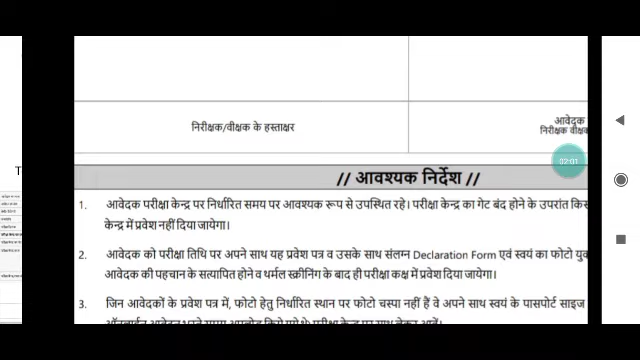 निरीक्षक/वीक्षक के हस्ताक्षर
आवेदक
निरीक्षक
02:01
// आवश्यक निर्देश //
1. आवेदक परीक्षा केन्द्र पर निर्धारित समय पर आवश्यक रूप से उपस्थित रहे। परीक्षा केन्द्र का गेट बंद होने के उपरांत
केन्द्र में प्रवेश नहीं दिया जायेगा।
2. आवेदक को परीक्षा तिथि पर अपने साथ यह प्रवेश पत्र व उसके साथ संलग्न Declaration Form एवं स्वयं का फोटो
आवेदक की पहचान के सत्यापित होने व थर्मल स्क्रीनिंग के बाद ही परीक्षा कक्ष में प्रवेश दिया जायेगा।
3. जिन आवेदकों के प्रवेश पत्र में, फोटो हेतु निर्धारित स्थान पर फोटो चस्पा नहीं हैं वे अपने साथ स्वयं के पासपोर्ट साइज